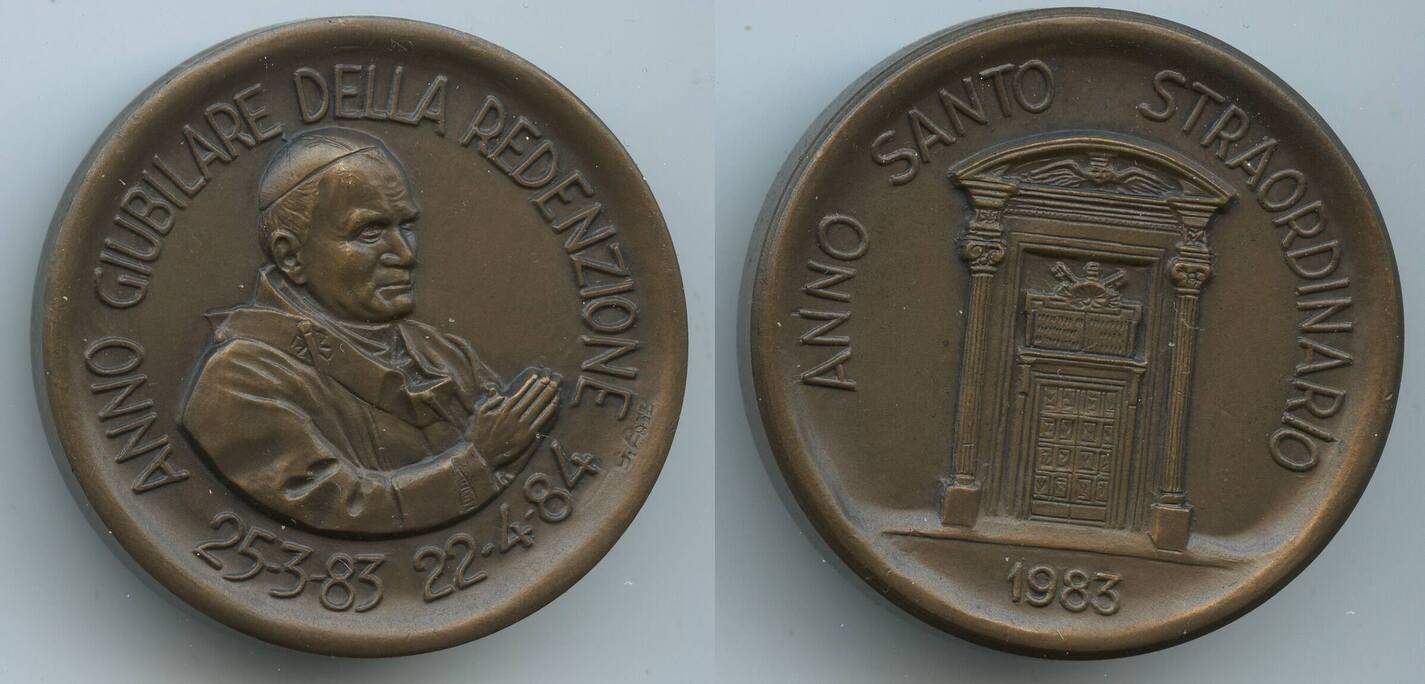 ANNO GIUBILARE DELLA REDENZIONE
25-3-83 22-4-84
ANNO SANTO STRAORDINARIO
1983